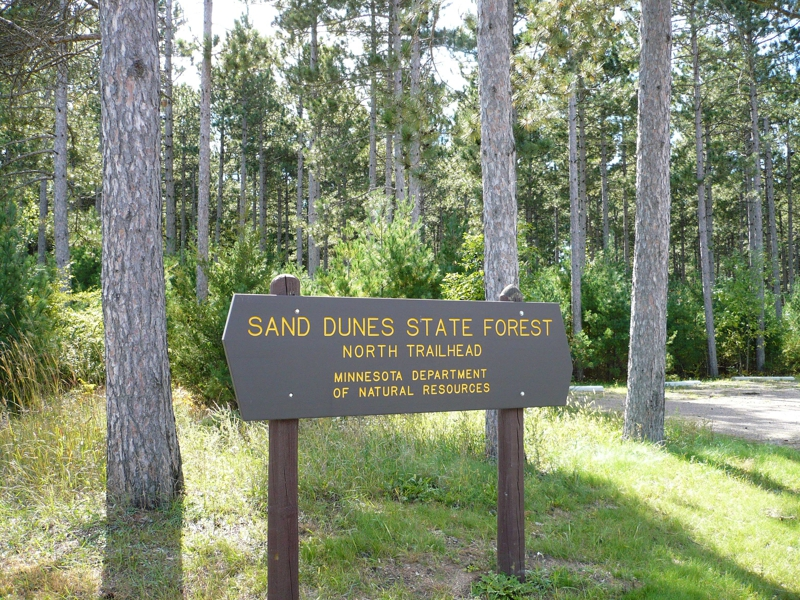 SAND DUNES STATE FOREST
NORTH TRAILHEAD
MINNESOTA DEPARTMENT
OF NATURAL RESOURCES